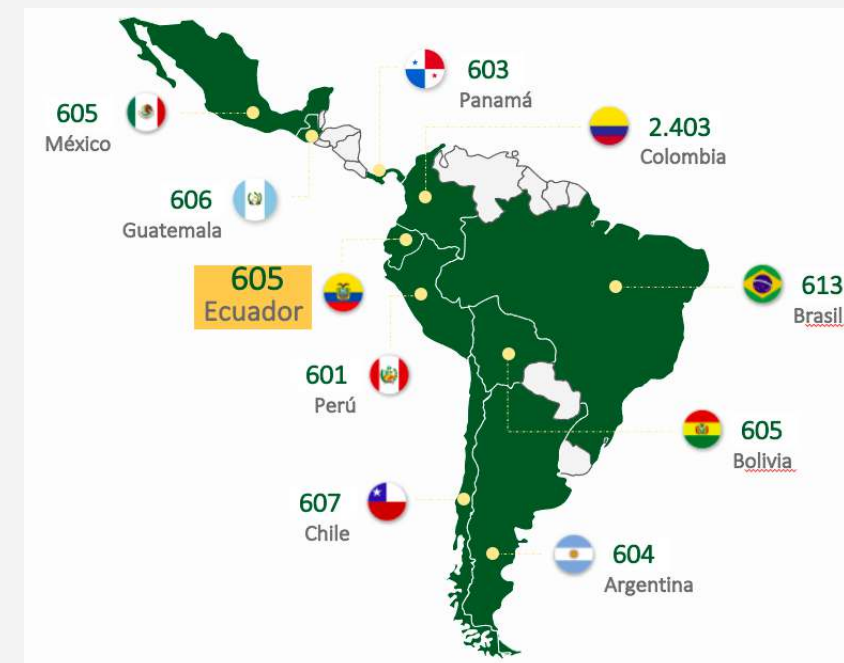 603
Panamá
605
México
2.403
Colombia
606
Guatemala
605
Ecuador
613
Brasil
601
Perú
605
Bolivia
607
Chile
604
Argentina